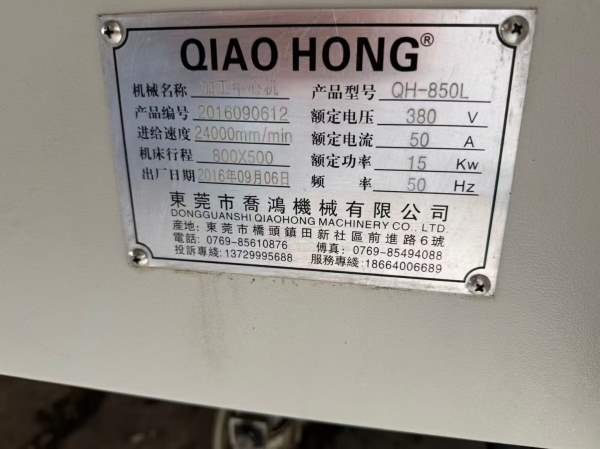 QIAO HONG®
机械名称 产品型号 QH-850L
产品编号 2016090612 额定电压 380 V
进给速度 24000mm/min 额定电流 50 A
机床行程 800X500 额定功率 15 Kw
出厂日期 2016年09月06日 频 率 50 Hz
東莞市喬鴻機械有限公司
DONGGUANSHI QIAOHONG MACHINERY CO., LTD.
產地: 東莞市橋頭鎮田新社區前進路6號
電話: 0769-85610876 傳真: 0769-85494088
投訴專綫: 13729995688 服務專綫: 18664006689